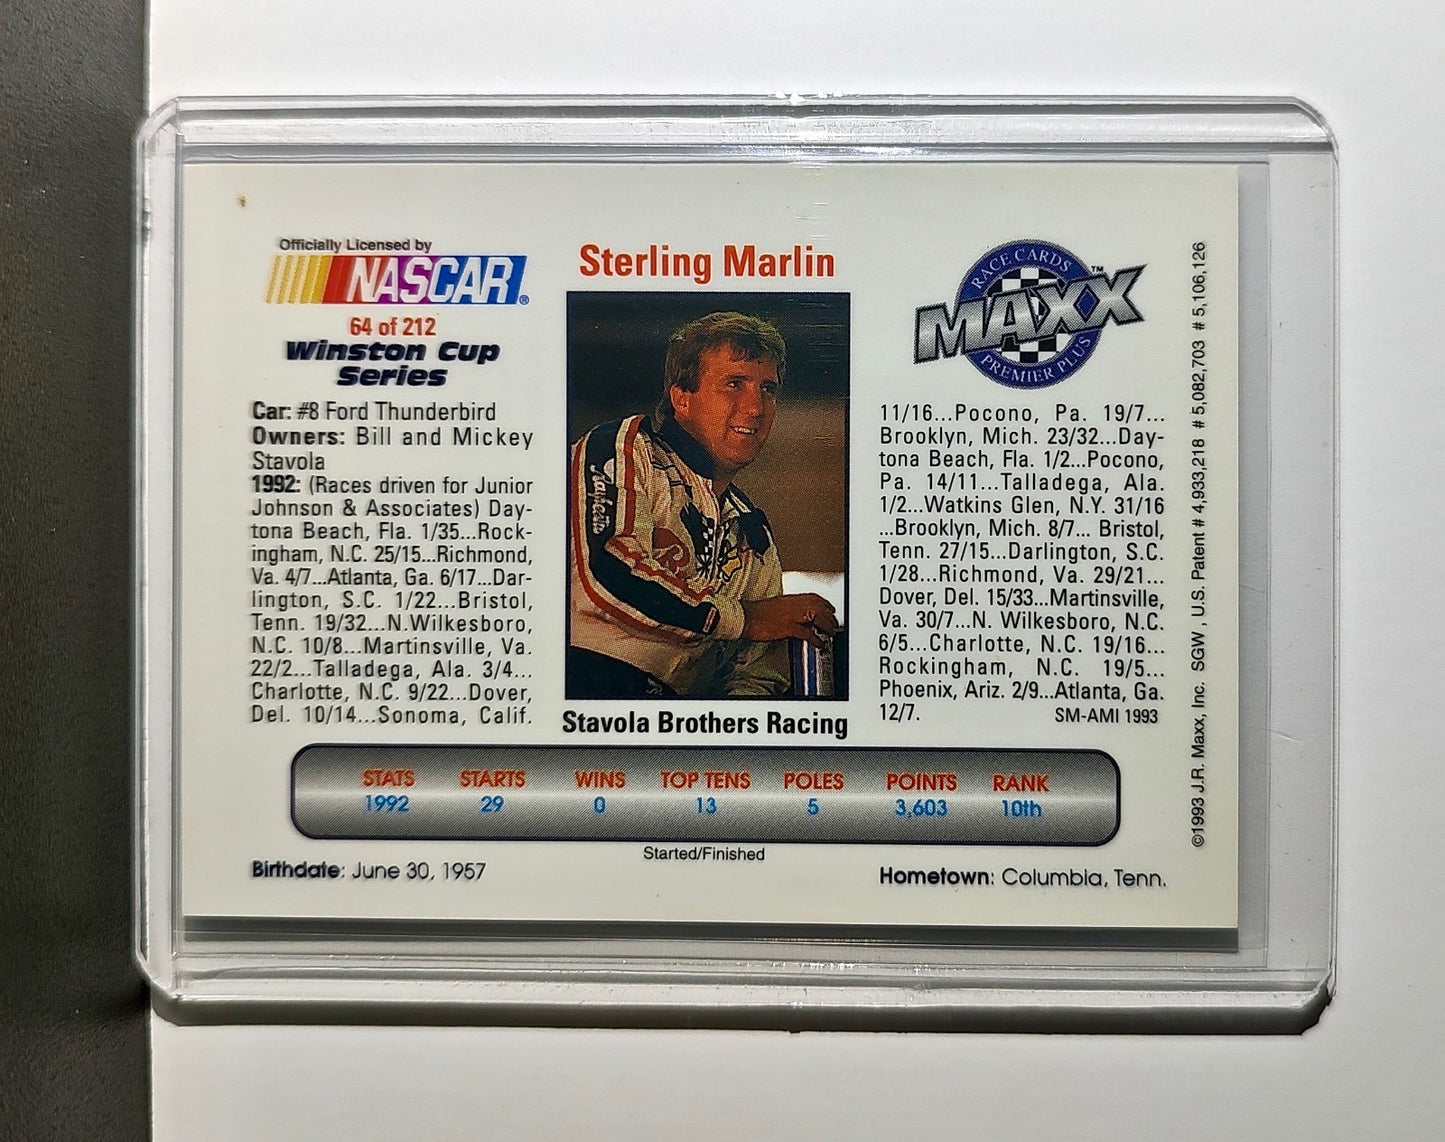 Officially Licensed by
NASCAR®
64 of 212
Winston Cup
Series
Car: #8 Ford Thunderbird
Owners: Bill and Mickey
Stavola
1992: (Races driven for Junior
Johnson & Associates) Day-
tona Beach, Fla. 1/35...Rock-
ingham, N.C. 25/15...Richmond,
Va. 4/7...Atlanta, Ga. 6/17...Dar-
lington, S.C. 1/22...Bristol,
Tenn. 19/32...N.Wilkesboro,
N.C. 10/8...Martinsville, Va.
22/2...Talladega, Ala. 3/4...
Charlotte, N.C. 9/22...Dover,
Del. 10/14...Sonoma, Calif.
Sterling Marlin
Stavola Brothers Racing
RACE CARDS
MAXX™
PREMIER PLUS
11/16...Pocono, Pa. 19/7...
Brooklyn, Mich. 23/32...Day-
tona Beach, Fla. 1/2...Pocono,
Pa. 14/11...Talladega, Ala.
1/2...Watkins Glen, N.Y. 31/16
...Brooklyn, Mich. 8/7... Bristol,
Tenn. 27/15...Darlington, S.C.
1/28...Richmond, Va. 29/21...
Dover, Del. 15/33...Martinsville,
Va. 30/7...N. Wilkesboro, N.C.
6/5...Charlotte, N.C. 19/16...
Rockingham, N.C. 19/5...
Phoenix, Ariz. 2/9...Atlanta, Ga.
12/7. SM-AMI 1993
STATS STARTS WINS TOP TENS POLES POINTS RANK
1992 29 0 13 5 3,603 10th
Started/Finished
Birthdate: June 30, 1957
Hometown: Columbia, Tenn.
©1993 J.R. Maxx, Inc. SGW , U.S. Patent # 4,933,218 # 5,082,703 # 5,106,126